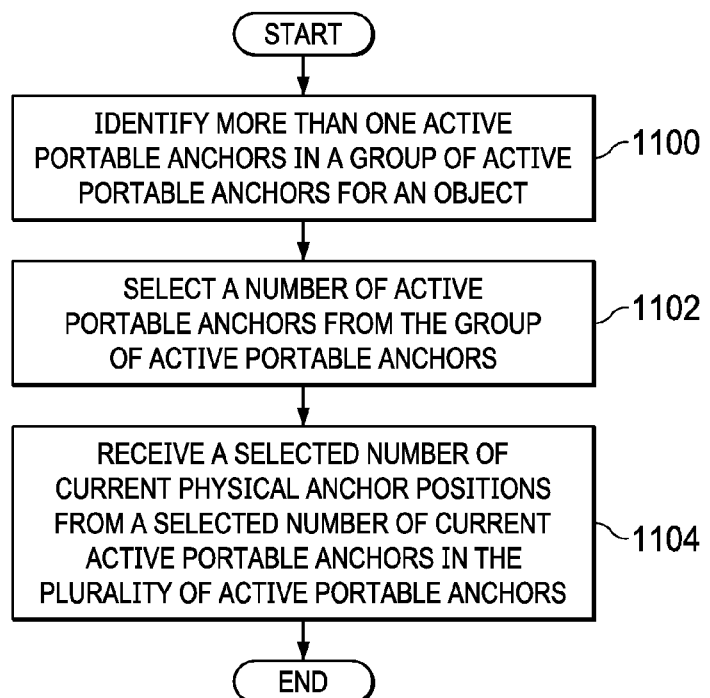 START
IDENTIFY MORE THAN ONE ACTIVE
PORTABLE ANCHORS IN A GROUP OF ACTIVE
PORTABLE ANCHORS FOR AN OBJECT
1100
SELECT A NUMBER OF ACTIVE
PORTABLE ANCHORS FROM THE GROUP
OF ACTIVE PORTABLE ANCHORS
1102
RECEIVE A SELECTED NUMBER OF
CURRENT PHYSICAL ANCHOR POSITIONS
FROM A SELECTED NUMBER OF CURRENT
ACTIVE PORTABLE ANCHORS IN THE
PLURALITY OF ACTIVE PORTABLE ANCHORS
1104
END